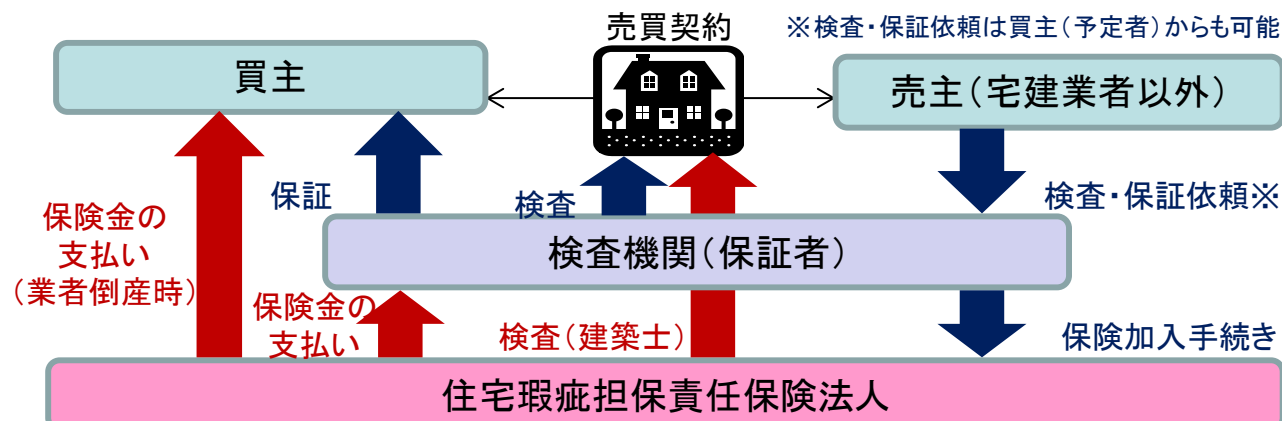 売買契約
※検査・保証依頼は買主(予定者)からも可能
買主
売主(宅建業者以外)
保証
検査
検査・保証依頼※
保険金の
支払い
(業者倒産時)
検査機関(保証者)
保険金の
支払い
検査(建築士)
保険加入手続き
住宅瑕疵担保責任保険法人